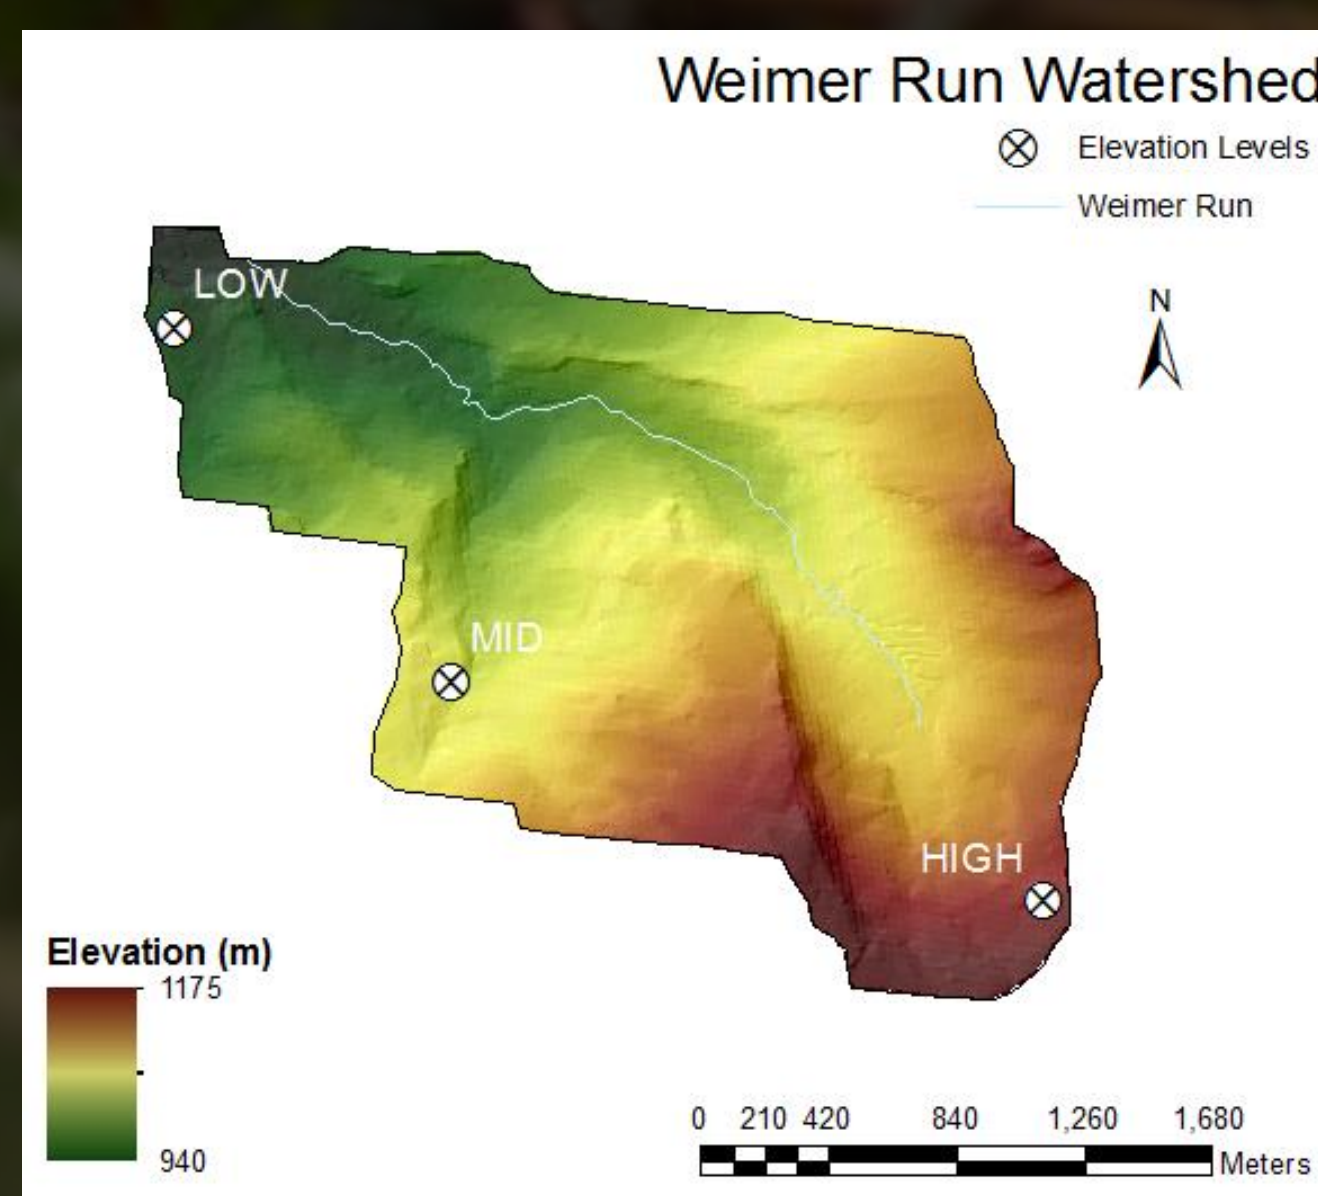 Weimer Run Watershed
Elevation Levels
Weimer Run
N
LOW
MID
HIGH
Elevation (m)
1175
940
0 210 420 840 1,260 1,680
Meters